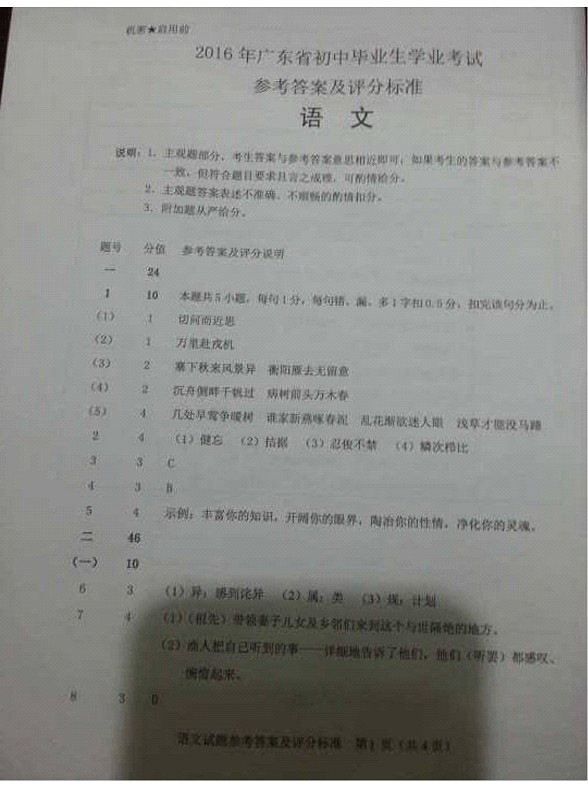 机密★启用前
2016年广东省初中毕业生学业考试
参考答案及评分标准
语 文
说明：1．主观题部分，考生答案与参考答案意思相近即可；如果考生的答案与参考答案不
一致，但符合题目要求且言之成理，可酌情给分。
2．主观题答案表述不准确、不顺畅的酌情扣分。
3．附加题从严给分。
题号 分值 参考答案及评分说明
一 24
1 10 本题共5小题，每句1分，每句错、漏、多1字扣0.5分，扣完该句分为止。
(1) 1 切问而近思
(2) 1 万里赴戎机
(3) 2 塞下秋来风景异 衡阳雁去无留意
(4) 2 沉舟侧畔千帆过 病树前头万木春
(5) 4 几处早莺争暖树 谁家新燕啄春泥 乱花渐欲迷人眼 浅草才能没马蹄
2 4 (1) 健忘 (2) 拮据 (3) 忍俊不禁 (4) 鳞次栉比
3 3 C
4 3 B
5 4 示例：丰富你的知识，开阔你的眼界，陶冶你的性情，净化你的灵魂。
二 46
(一) 10
6 3 (1) 异：感到诧异 (2) 属：类 (3) 规：计划
7 4 (1)（祖先）带领妻子儿女及乡邻们来到这个与世隔绝的地方。
(2) 渔人把自己听到的事一一详细地告诉了他们，他们（听罢）都感叹、
惋惜起来。
8 3 D
语文试题参考答案及评分标准 第1页（共4页）